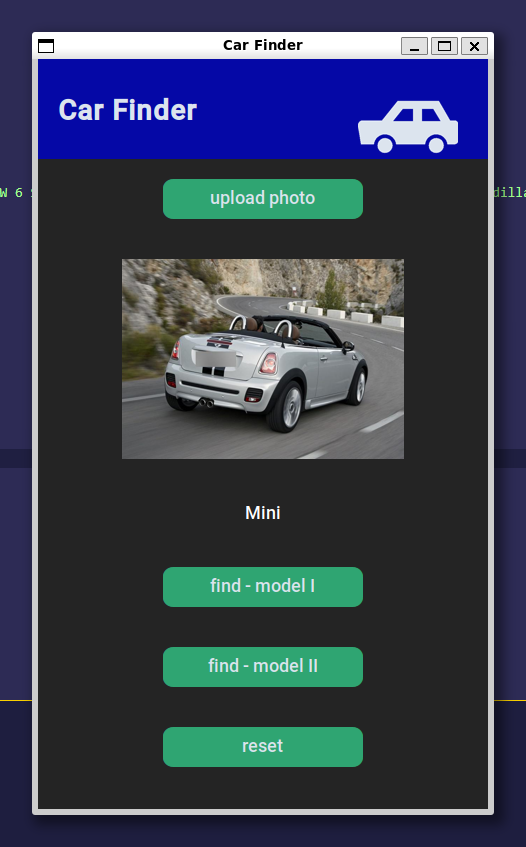 Car Finder
Car Finder
W 6
dilla
upload photo
Mini
find - model I
find - model II
reset